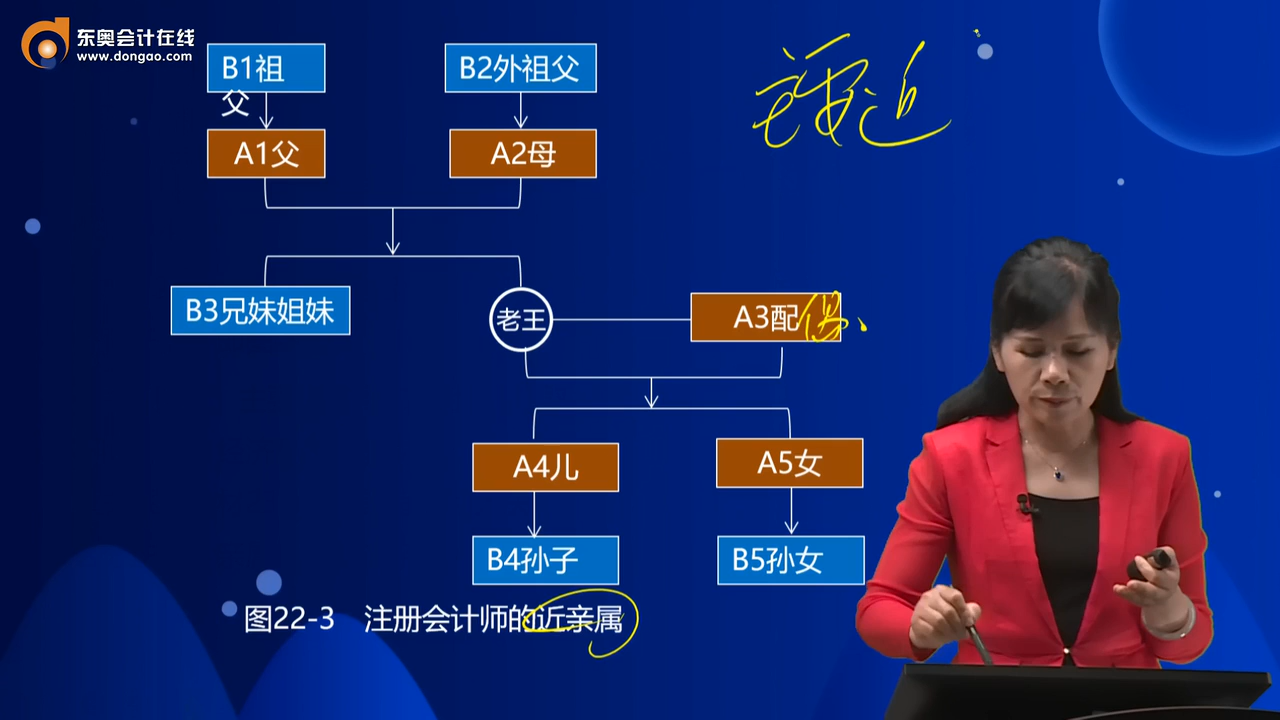 东奥会计在线
www.dongao.com
B1祖父
B2外祖父
A1父
A2母
B3兄妹姐妹
老王
A3配偶、
A4儿
A5女
B4孙子
B5孙女
图22-3 注册会计师的近亲属